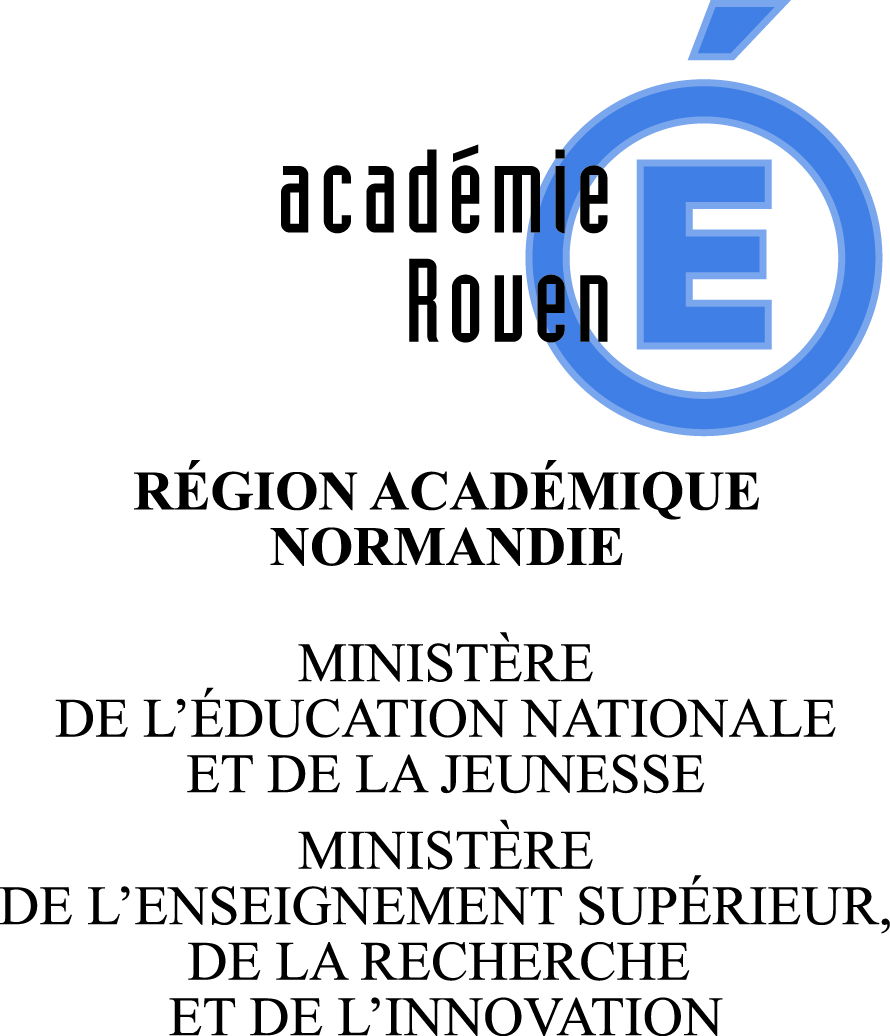 É
académie
Rouen
RÉGION ACADÉMIQUE
NORMANDIE
MINISTÈRE
DE L’ÉDUCATION NATIONALE
ET DE LA JEUNESSE
MINISTÈRE
DE L’ENSEIGNEMENT SUPÉRIEUR,
DE LA RECHERCHE
ET DE L’INNOVATION